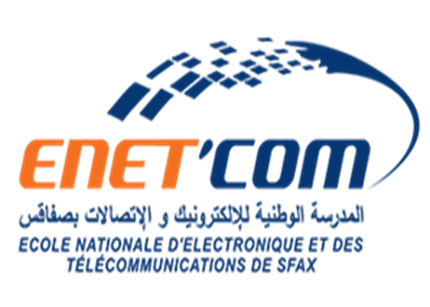 ENET'COM
المدرسة الوطنية للإلكترونيك و الإتصالات بصفاقس
ECOLE NATIONALE D'ELECTRONIQUE ET DES
TÉLÉCOMMUNICATIONS DE SFAX